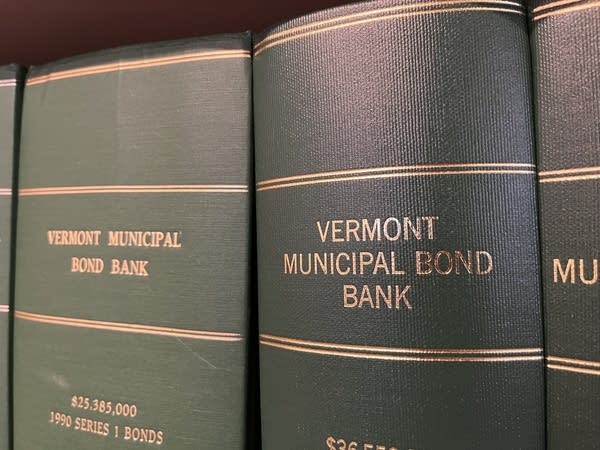 VERMONT MUNICIPAL
BOND BANK
$25,385,000
1990 SERIES 1 BONDS
VERMONT
MUNICIPAL BOND
BANK
MU